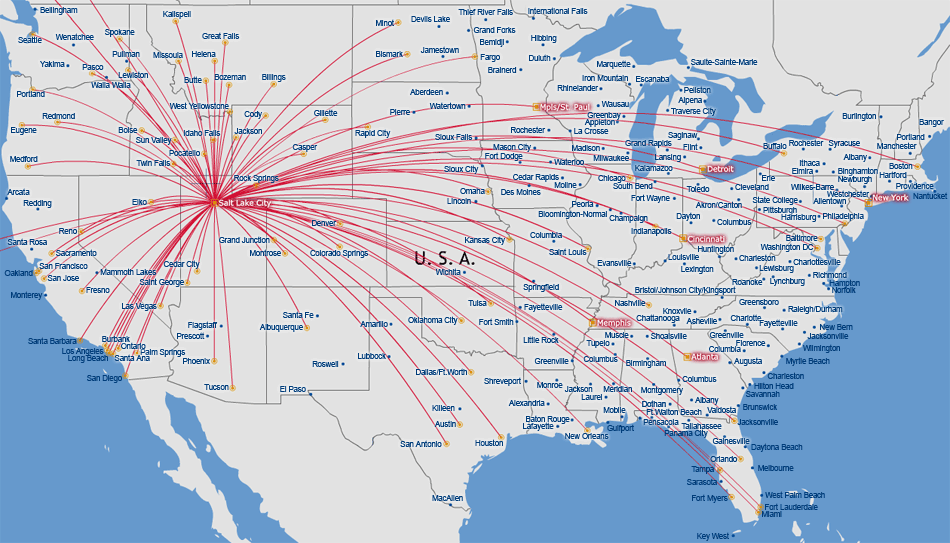 Bellingham
Kalispell
Minot
Devils Lake
Thief River Falls
International Falls
Seattle
Wenatchee
Spokane
Great Falls
Grand Forks
Bemidji
Hibbing
Yakima
Pasco
Pullman
Lewiston
Walla Walla
Missoula
Helena
Bismark
Jamestown
Fargo
Brainerd
Duluth
Marquette
Sauite-Sainte-Marie
Butte
Bozeman
Billings
Iron Mountain
Escanaba
Portland
Aberdeen
Rhinelander
Pellston
Alpena
West Yellowstone
Cody
Gillette
Pierre
Watertown
Mpls/St. Paul
Wausau
Greenbay
Appleton
Traverse City
Burlington
Bangor
Redmond
Eugene
Boise
Sun Valley
Idaho Falls
Jackson
Rapid City
Sioux Falls
Rochester
La Crosse
Saginaw
Portland
Manchester
Medford
Twin Falls
Pocatello
Casper
Mason City
Fort Dodge
Madison
Milwaukee
Grand Rapids
Lansing
Flint
Buffalo
Rochester
Syracuse
Albany
Boston
Rock Springs
Sioux City
Waterloo
Kalamazoo
Detroit
Ithaca
Elmira
Binghamton
Newburg
Hartford
Arcata
Redding
Elko
Salt Lake City
Omaha
Lincoln
Des Moines
Cedar Rapids
Moline
Chicago
South Bend
Toledo
Cleveland
Erie
Wilkes-Barre
Westchester
Providence
Nantucket
Fort Wayne
Akron/Canton
State College
Allentown
New York
Santa Rosa
Reno
Denver
Peoria
Bloomington-Normal
Champaign
Indianapolis
Dayton
Columbus
Pittsburg
Harrisburg
Philadelphia
Sacramento
Oakland
San Francisco
San Jose
Mammoth Lakes
Cedar City
Saint George
Grand Junction
Montrose
Colorado Springs
U. S. A.
Kansas City
Columbia
Saint Louis
Cincinnati
Huntington
Baltimore
Washington DC
Monterey
Fresno
Las Vegas
Wichita
Springfield
Evansville
Louisville
Lexington
Charleston
Lewisburg
Charlottesville
Roanoke
Lynchburg
Richmond
Hampton
Norfolk
Bristol/Johnson City/Kingsport
Flagstaff
Prescott
Santa Fe
Albuquerque
Amarillo
Oklahoma City
Tulsa
Fayetteville
Fort Smith
Nashville
Knoxville
Chattanooga
Asheville
Greensboro
Raleigh/Durham
Charlotte
Fayetteville
New Bern
Jacksonville
Wilmington
Santa Barbara
Burbank
Los Angeles
Ontario
Long Beach
Santa Ana
Palm Springs
Memphis
Little Rock
Muscle
Shoalsville
Tupelo
Greenville
Florence
Columbia
Myrtle Beach
San Diego
Phoenix
Tucson
Roswell
Lubbock
Dallas/Ft.Worth
Greenville
Columbus
Birmingham
Atlanta
Augusta
Charleston
Hilton Head
Savannah
El Paso
Shreveport
Monroe
Jackson
Laurel
Meridian
Montgomery
Columbus
Killeen
Alexandria
Mobile
Dothan
Albany
Ft.Walton Beach
Valdosta
Brunswick
Austin
Baton Rouge
Lafayette
Gulfport
Pensacola
Tallahassee
Jacksonville
San Antonio
Houston
New Orleans
Panama City
Gainesville
Daytona Beach
Orlando
Tampa
Melbourne
Sarasota
MacAllen
Fort Myers
West Palm Beach
Fort Lauderdale
Miami
Key West